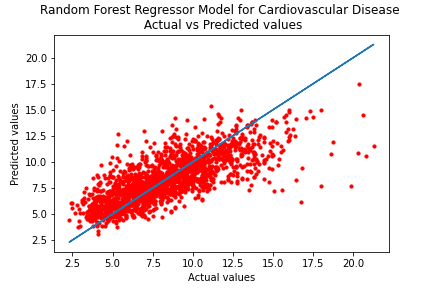 Random Forest Regressor Model for Cardiovascular Disease
Actual vs Predicted values
Predicted values
20.0
17.5
15.0
12.5
10.0
7.5
5.0
2.5
2.5 5.0 7.5 10.0 12.5 15.0 17.5 20.0
Actual values